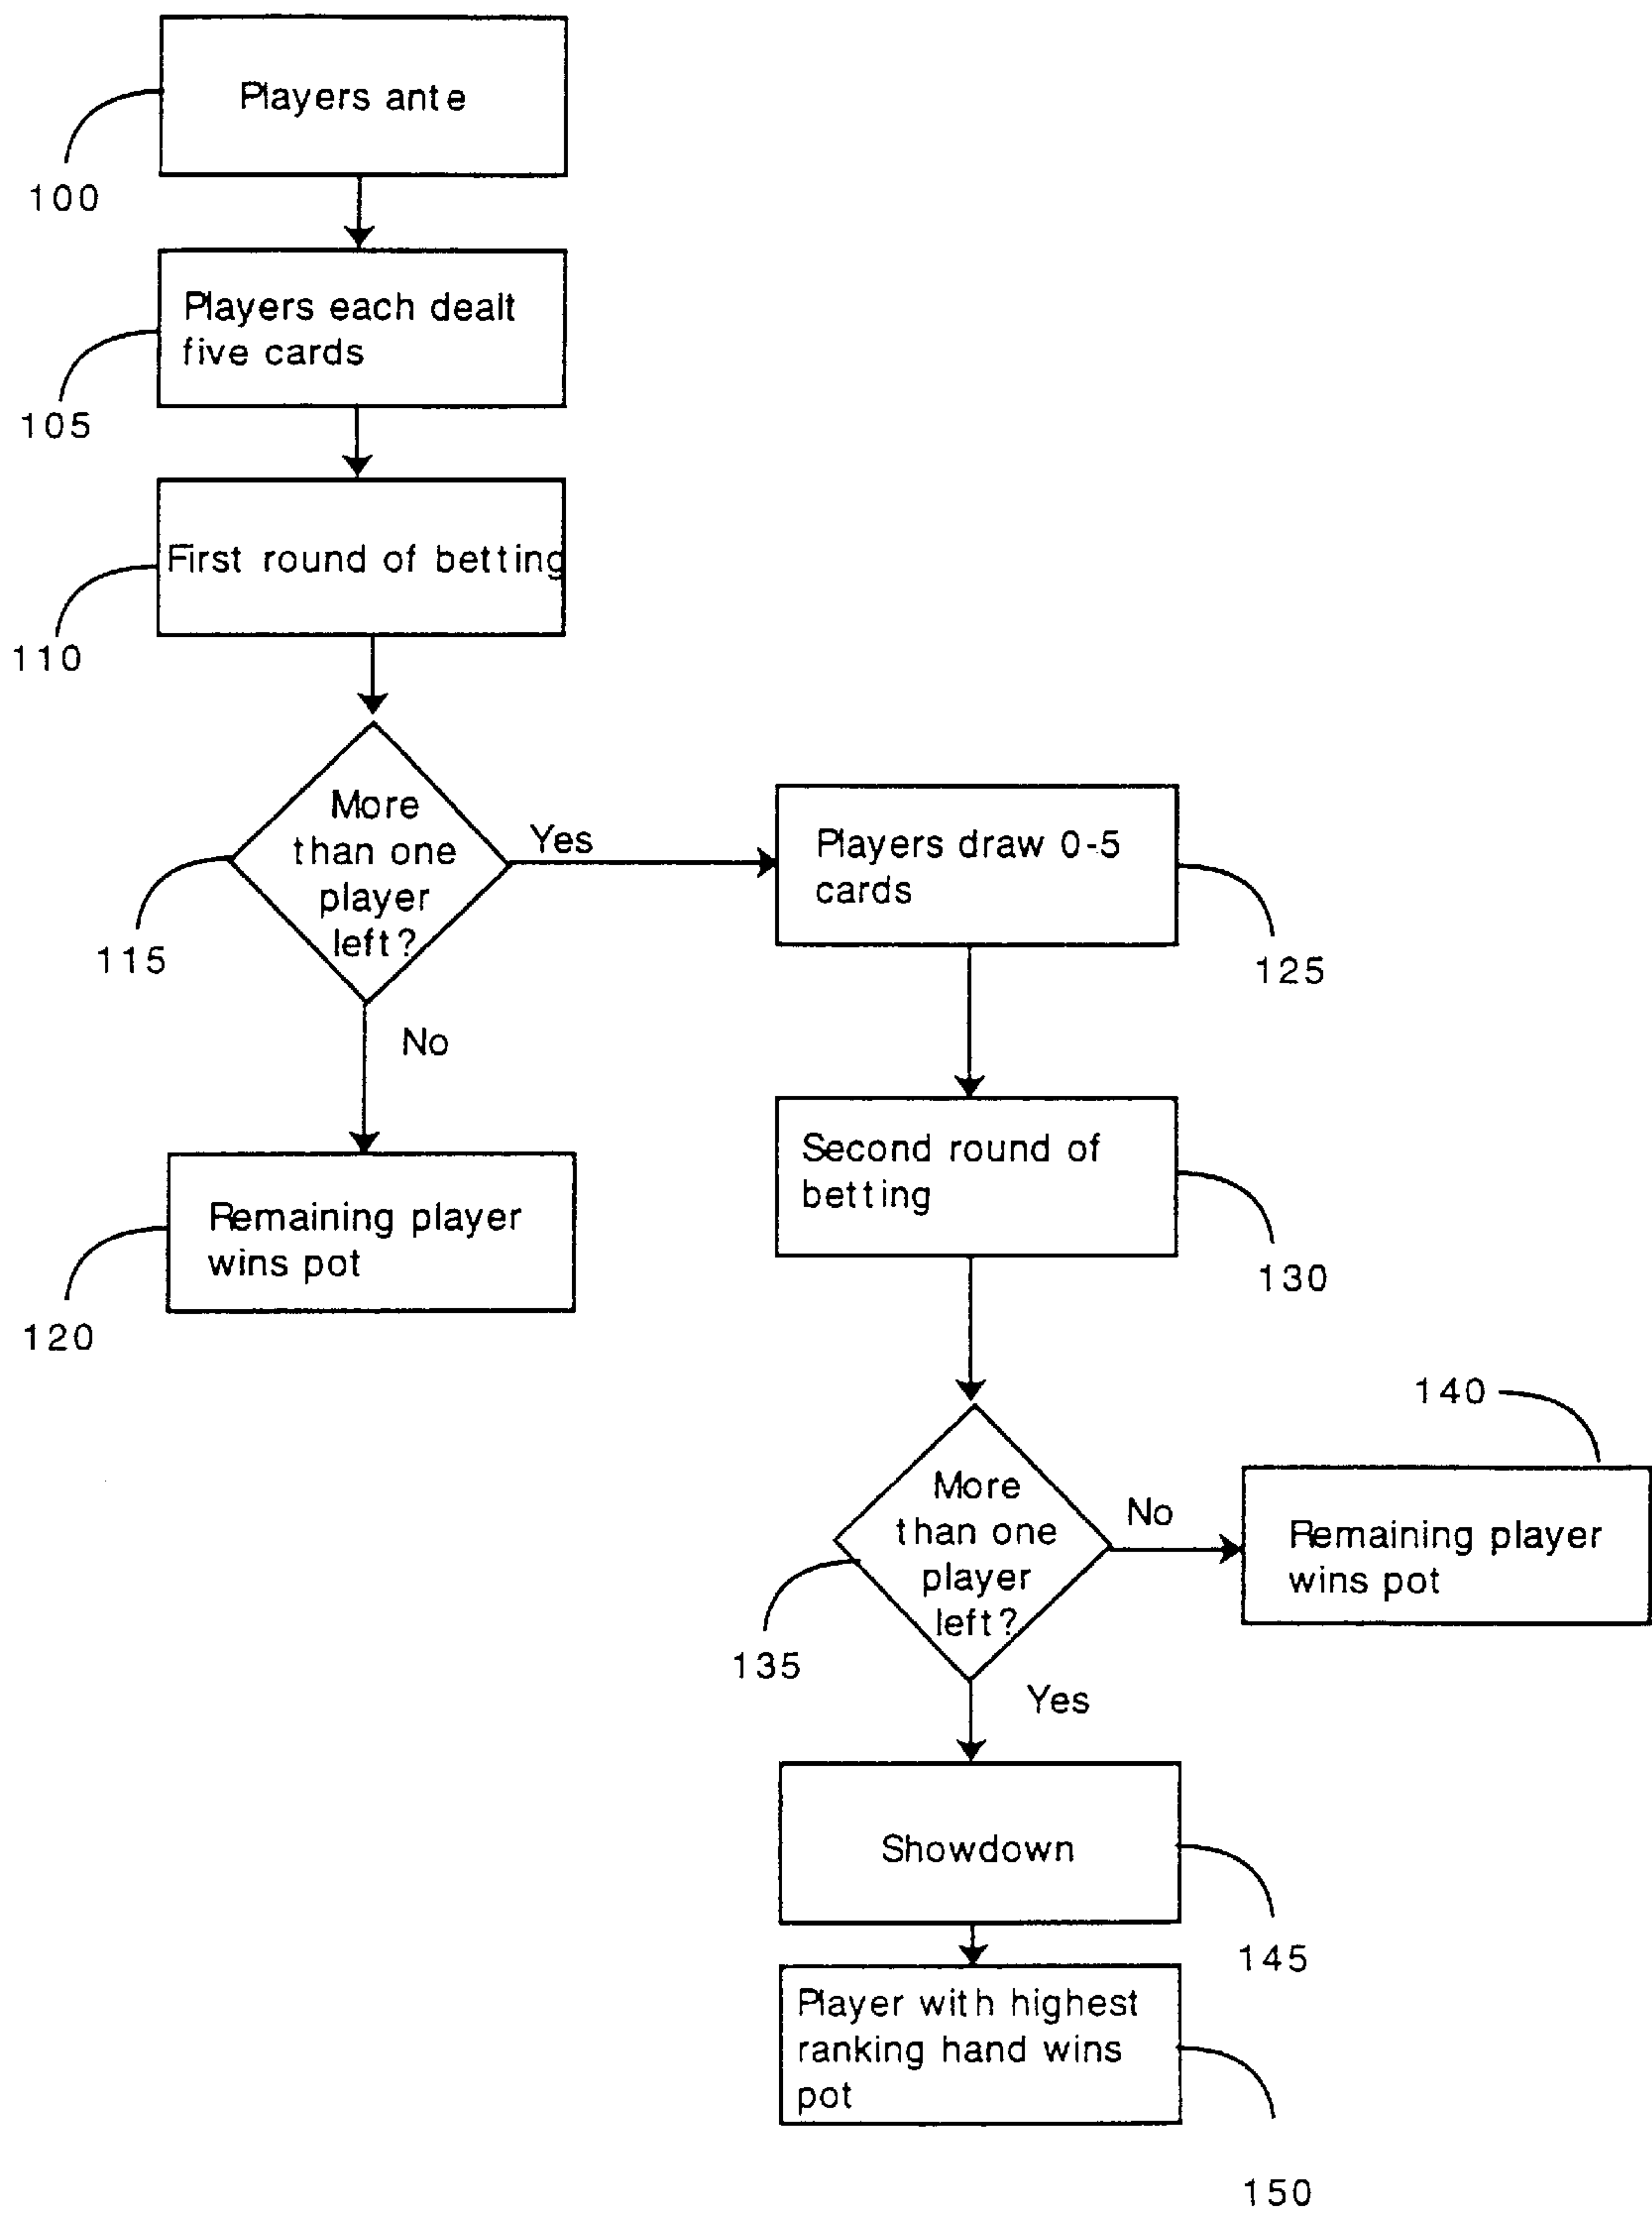 Players ante
100
Players each dealt
five cards
105
First round of betting
110
More
than one
player
left?
115
Yes
No
Remaining player
wins pot
120
Players draw 0-5
cards
125
Second round of
betting
130
More
than one
player
left?
135
No
140
Remaining player
wins pot
Yes
Showdown
145
Player with highest
ranking hand wins
pot
150